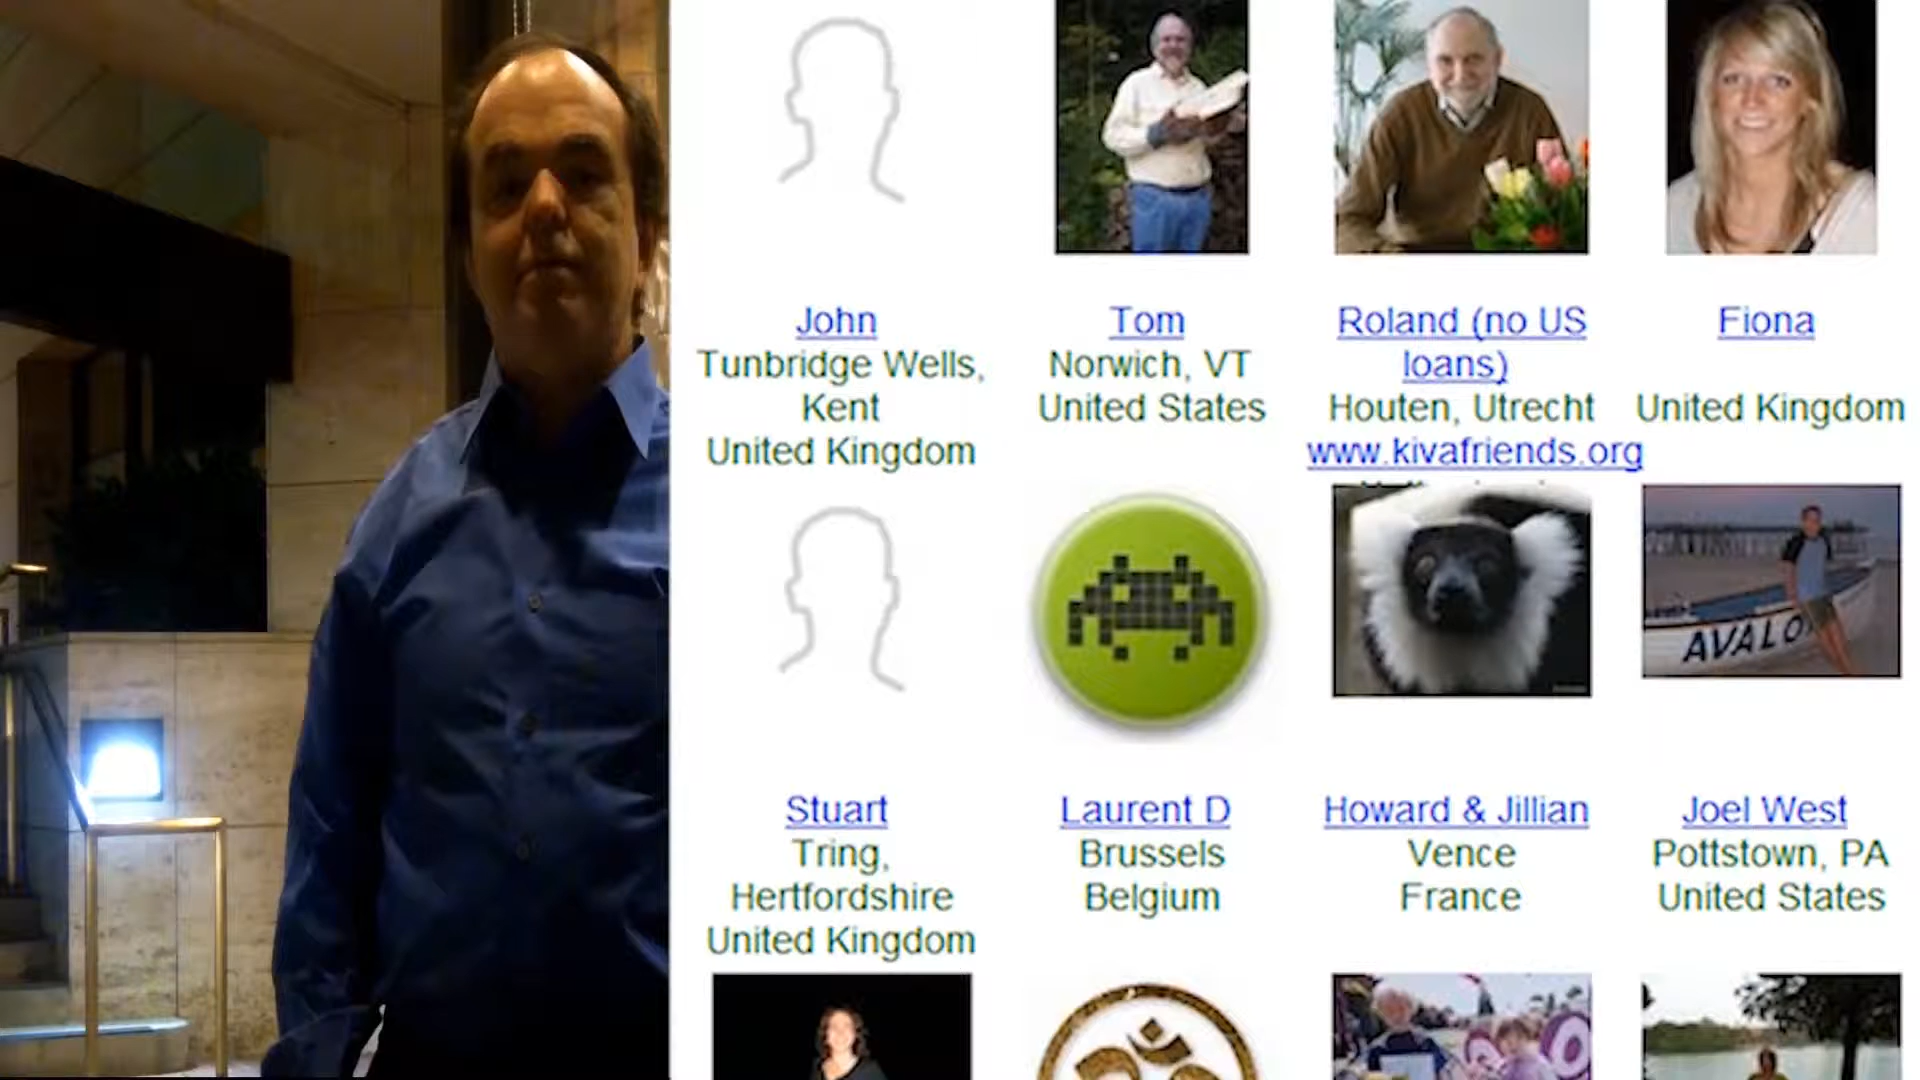 John
Tunbridge Wells,
Kent
United Kingdom
Tom
Norwich, VT
United States
Roland (no US
loans)
Houten, Utrecht
www.kivafriends.org
Fiona
United Kingdom
AVALO
Stuart
Tring,
Hertfordshire
United Kingdom
Laurent D
Brussels
Belgium
Howard & Jillian
Vence
France
Joel West
Pottstown, PA
United States